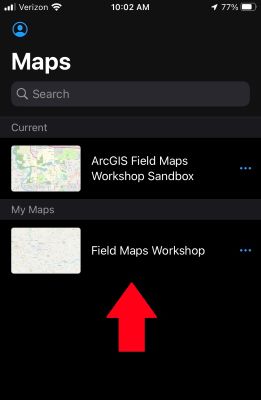 Verizon 10:02 AM 77%
Maps
Search
Current
ArcGIS Field Maps
Workshop Sandbox
My Maps
Field Maps Workshop